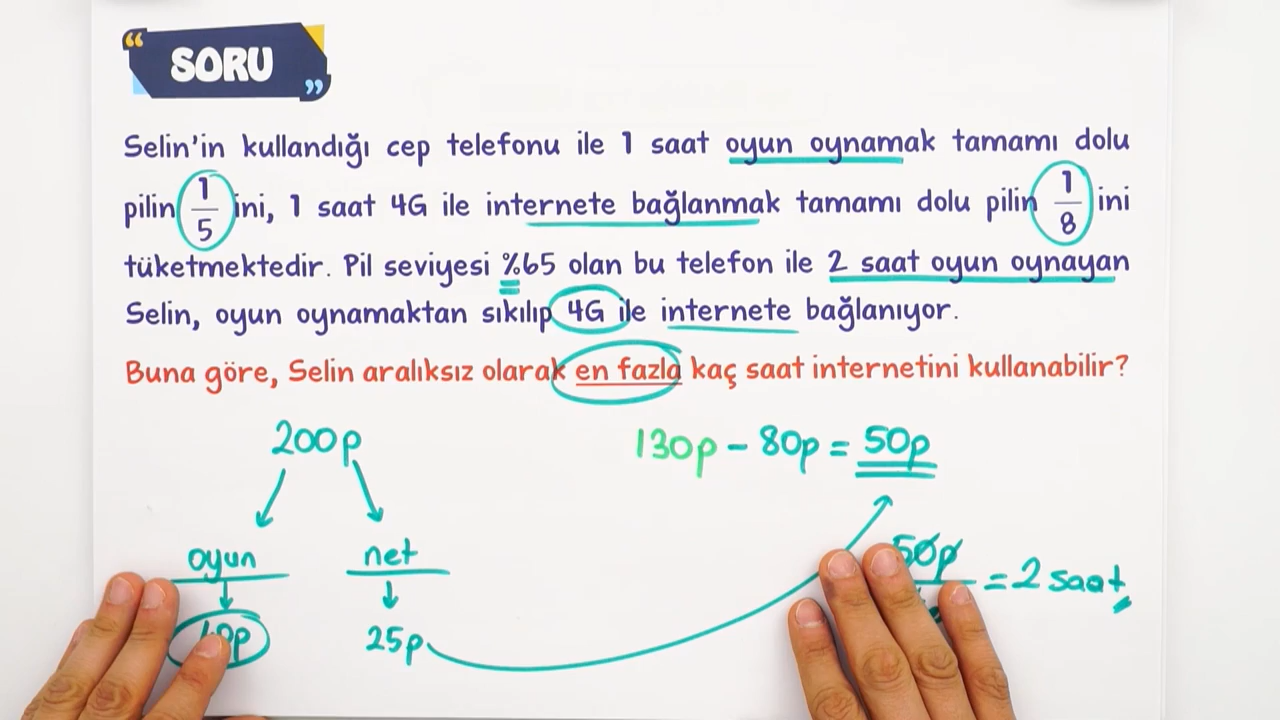 “ SORU ”
Selin'in kullandığı cep telefonu ile 1 saat oyun oynamak tamamı dolu
pilin 1/5 ini, 1 saat 4G ile internete bağlanmak tamamı dolu pilin 1/8 ini
tüketmektedir. Pil seviyesi %65 olan bu telefon ile 2 saat oyun oynayan
Selin, oyun oynamaktan sıkılıp 4G ile internete bağlanıyor.
Buna göre, Selin aralıksız olarak en fazla kaç saat internetini kullanabilir?
200p
130p - 80p = 50p
oyun net
50p = 2 saat
40p 25p